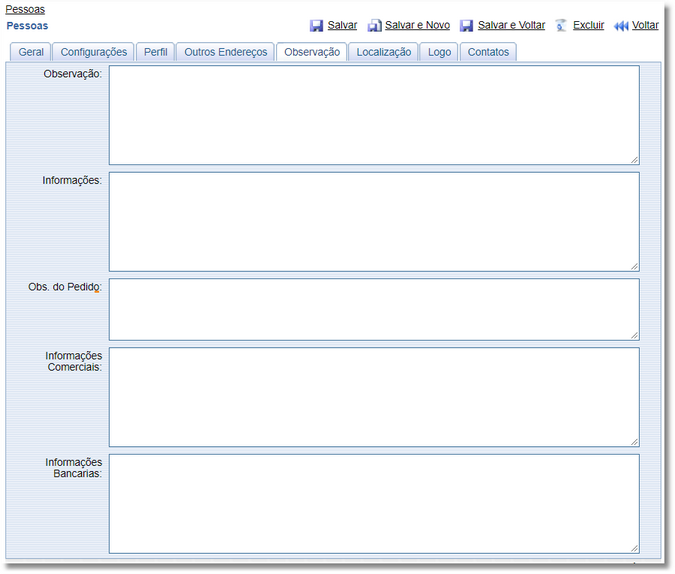 Pessoas
Pessoas Salvar Salvar e Novo Salvar e Voltar Excluir Voltar
Geral Configurações Perfil Outros Endereços Observação Localização Logo Contatos
Observação:
Informações:
Obs. do Pedido:
Informações
Comerciais:
Informações
Bancarias: